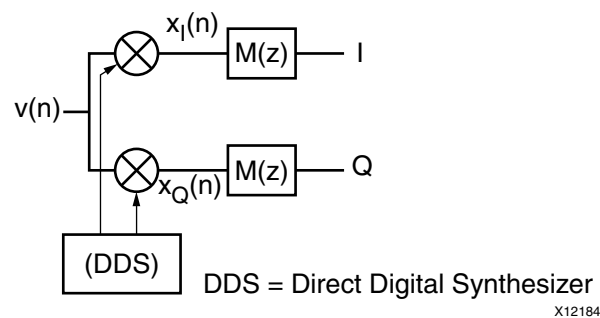 x_I(n)
M(z)
I
v(n)
M(z)
Q
x_Q(n)
(DDS)
DDS = Direct Digital Synthesizer
X12184